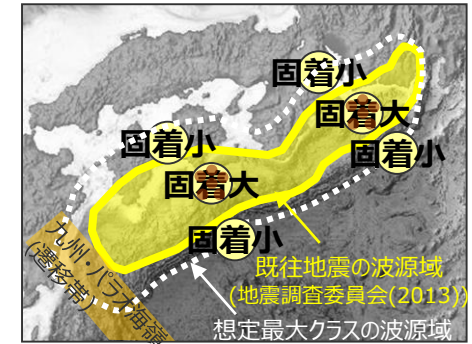 固着小
固着大
固着小
固着小
固着大
固着小
九州・パラオ海嶺
(遷移帯)
既往地震の波源域
(地震調査委員会(2013))
想定最大クラスの波源域